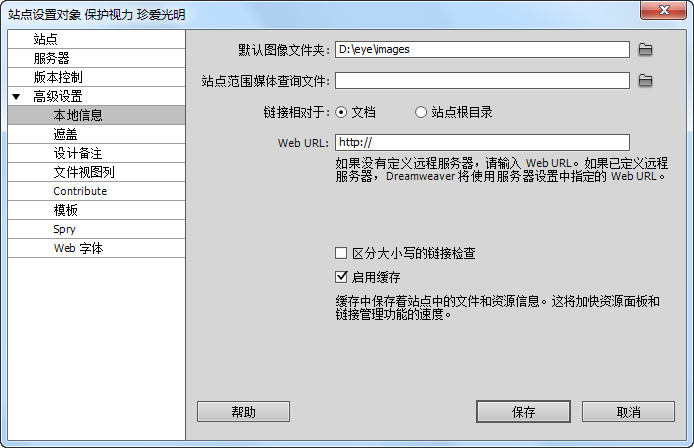 站点设置对象 保护视力 珍爱光明
站点
服务器
版本控制
高级设置
本地信息
遮盖
设计备注
文件视图列
Contribute
模板
Spry
Web 字体
默认图像文件夹: D:\eye\images
站点范围媒体查询文件:
链接相对于: 文档 站点根目录
Web URL: http://
如果没有定义远程服务器，请输入 Web URL。如果已定义远程
服务器，Dreamweaver 将使用服务器设置中指定的 Web URL。
区分大小写的链接检查
启用缓存
缓存中保存着站点中的文件和资源信息。这将加快资源面板和
链接管理功能的速度。
帮助 保存 取消